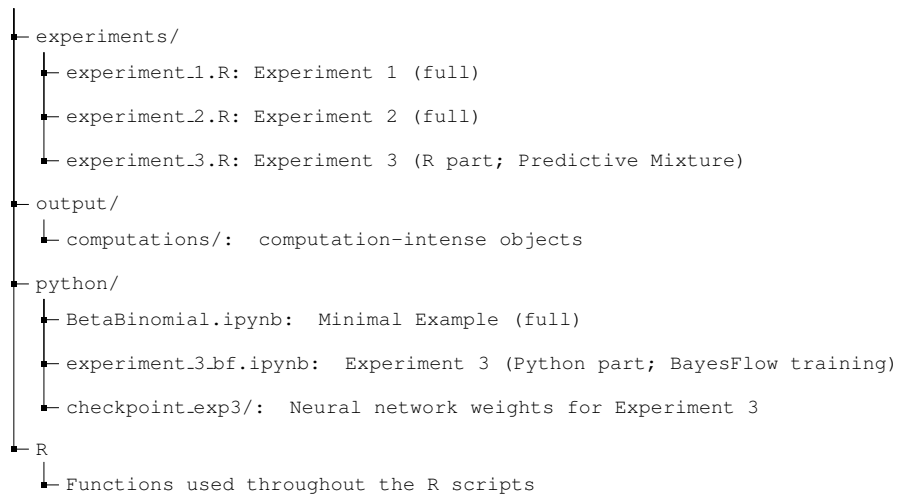 experiments/
experiment_1.R: Experiment 1 (full)
experiment_2.R: Experiment 2 (full)
experiment_3.R: Experiment 3 (R part; Predictive Mixture)
output/
computations/: computation-intense objects
python/
BetaBinomial.ipynb: Minimal Example (full)
experiment_3_bf.ipynb: Experiment 3 (Python part; BayesFlow training)
checkpoint_exp3/: Neural network weights for Experiment 3
R
Functions used throughout the R scripts